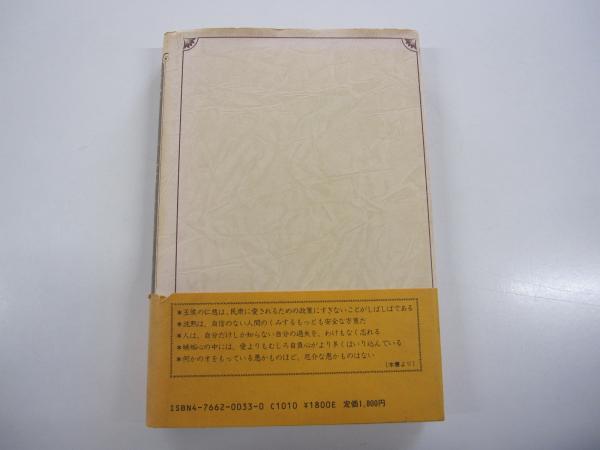 *王侯の仁慈は、民衆に愛されるための政策にすぎないことがしばしばである
*沈黙は、自信のない人間のくみするもっとも安全な方策だ
*人は、自分だけしか知らない自分の過失を、わけもなく忘れる
*嫉妬心の中には、愛よりもむしろ自負心がより多くはいり込んでいる
*何かの才をもっている愚かものほど、厄介な愚かものはない
〔本書より〕
ISBN4-7662-0033-0 C1010 ¥1800E 定価1,800円